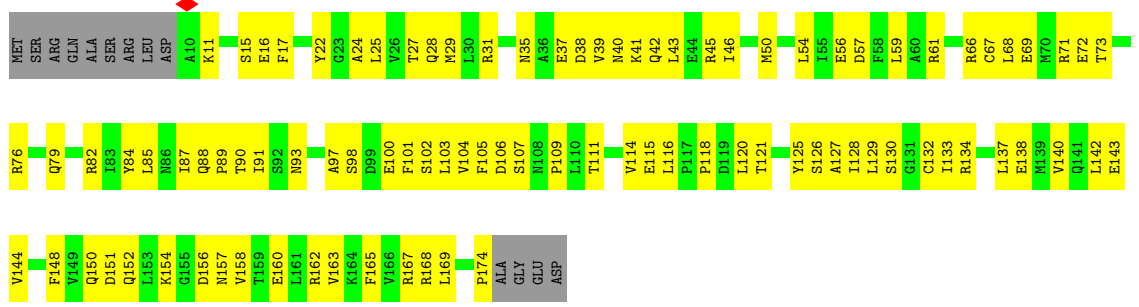 MET SER ARG GLN ALA SER ARG LEU ASP A10 K11 S15 E16 F17 Y22 G23 A24 L25 V26 T27 Q28 M29 L30 R31 N35 A36 E37 D38 V39 N40 K41 Q42 L43 E44 R45 I46 M50 L54 I55 E56 D57 F58 L59 A60 R61 R66 C67 L68 E69 M70 R71 E72 T73
R76 Q79 R82 I83 Y84 L85 N86 I87 Q88 P89 T90 I91 S92 N93 A97 S98 D99 E100 F101 S102 L103 V104 F105 D106 S107 N108 P109 L110 T111 V114 E115 L116 P117 P118 D119 L120 T121 Y125 S126 A127 I128 L129 S130 G131 C132 I133 R134 L137 E138 M139 V140 Q141 L142 E143
V144 F148 V149 Q150 D151 Q152 L153 K154 G155 D156 N157 V158 T159 E160 L161 R162 V163 K164 F165 V166 R167 R168 L169 P174 ALA GLY GLU ASP